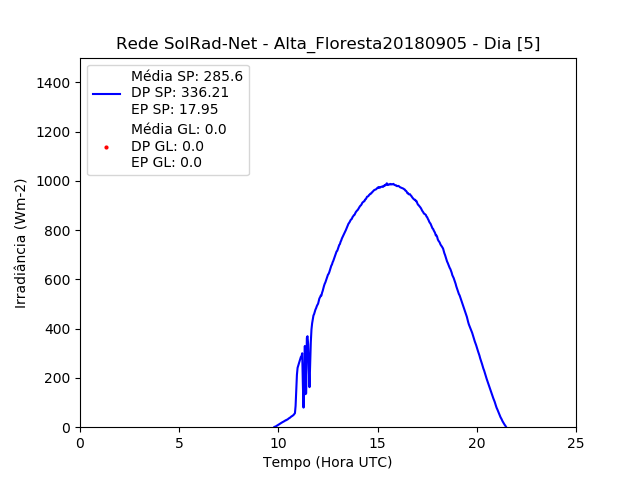 Rede SolRad-Net - Alta_Floresta20180905 - Dia [5]
Média SP: 285.6
DP SP: 336.21
EP SP: 17.95
Média GL: 0.0
DP GL: 0.0
EP GL: 0.0
1400
1200
1000
800
600
400
200
0
Irradiância (Wm-2)
0 5 10 15 20 25
Tempo (Hora UTC)